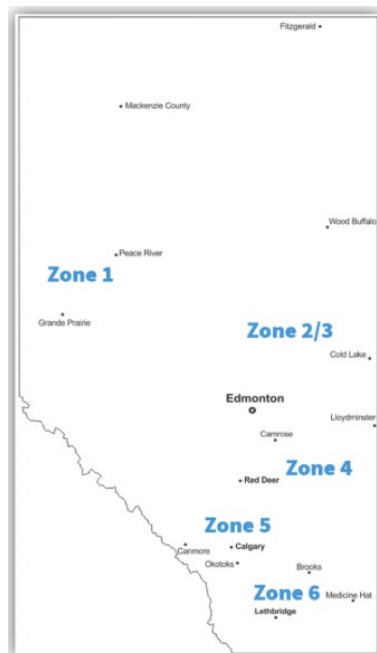 Fitzgerald
Mackenzie County
Wood Buffalo
Peace River
Zone 1
Grande Prairie
Zone 2/3
Cold Lake
Edmonton
Lloydminster
Camrose
Zone 4
Red Deer
Zone 5
Canmore
Calgary
Okotoks
Brooks
Zone 6
Medicine Hat
Lethbridge